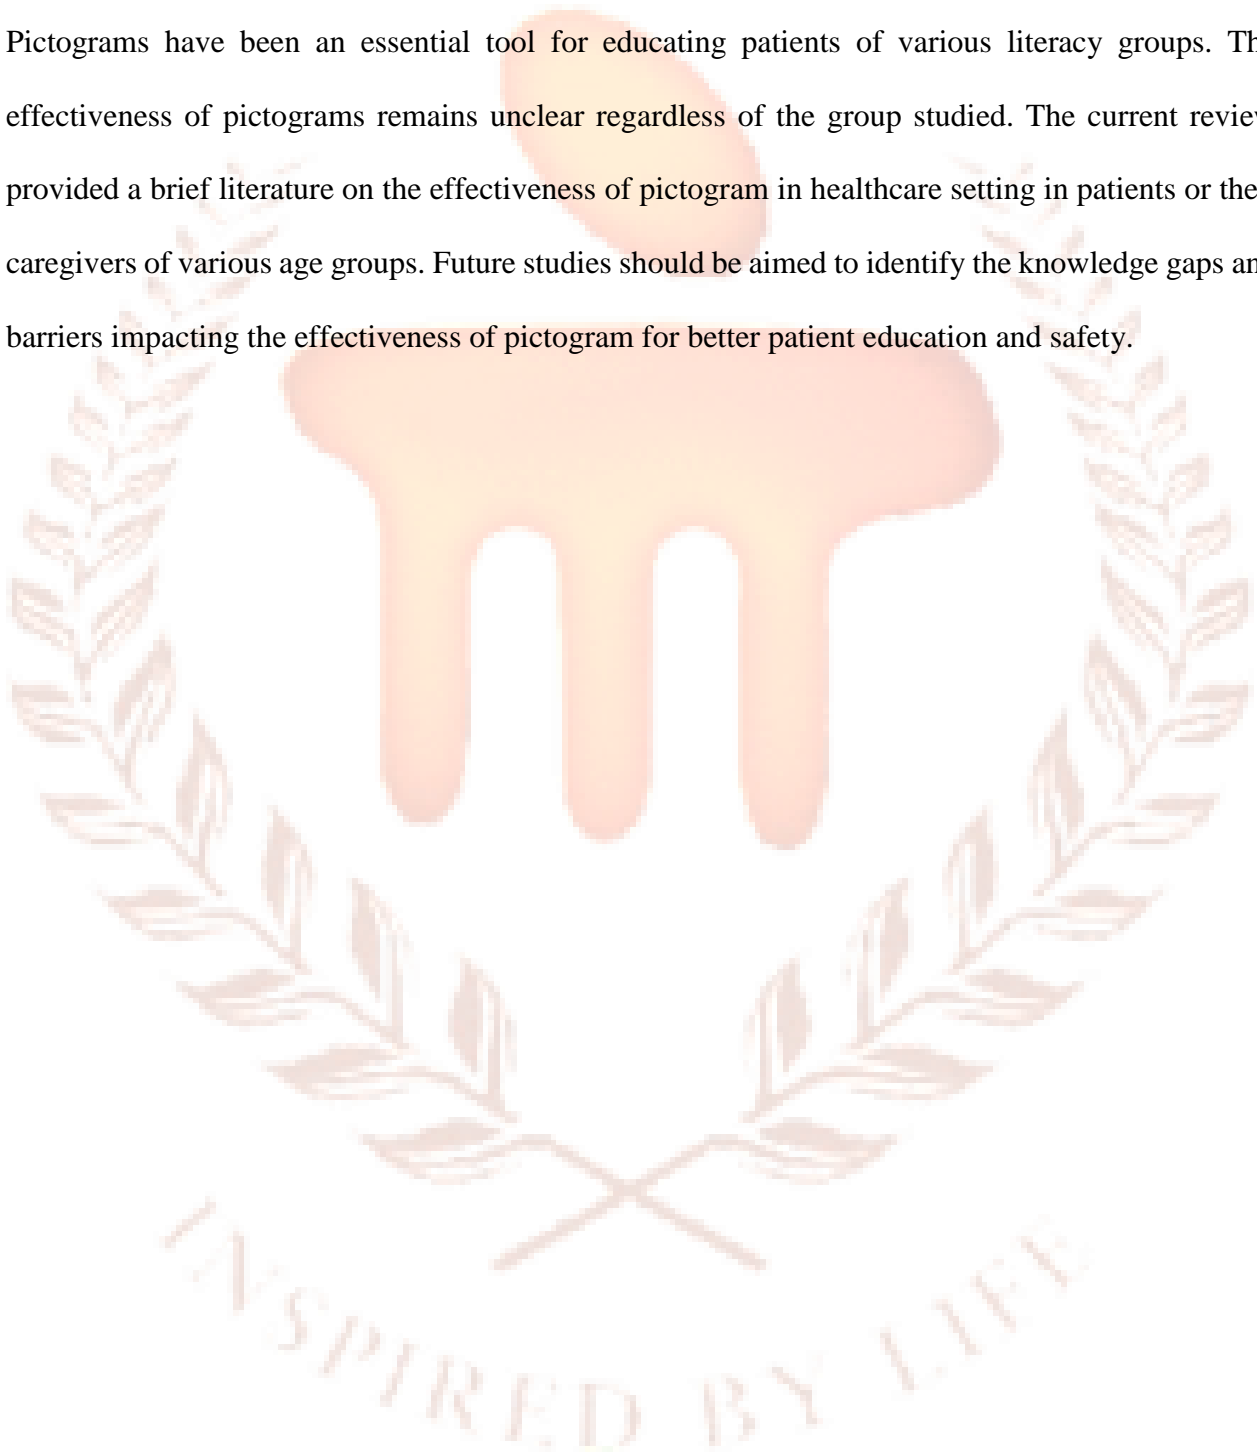 Pictograms have been an essential tool for educating patients of various literacy groups. Th
effectiveness of pictograms remains unclear regardless of the group studied. The current review
provided a brief literature on the effectiveness of pictogram in healthcare setting in patients or the
caregivers of various age groups. Future studies should be aimed to identify the knowledge gaps an
barriers impacting the effectiveness of pictogram for better patient education and safety.
INSPIRED BY LIFE